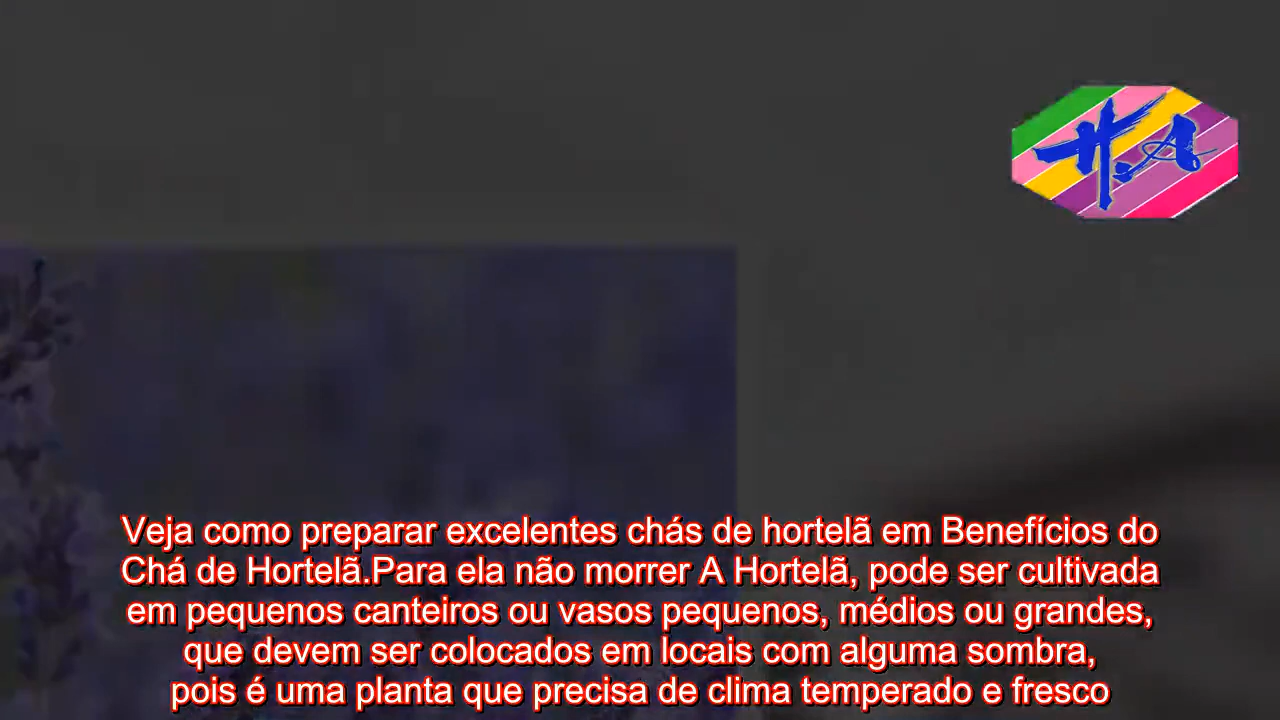 H.A
Veja como preparar excelentes chás de hortelã em Benefícios do
Chá de Hortelã.Para ela não morrer A Hortelã, pode ser cultivada
em pequenos canteiros ou vasos pequenos, médios ou grandes,
que devem ser colocados em locais com alguma sombra,
pois é uma planta que precisa de clima temperado e fresco